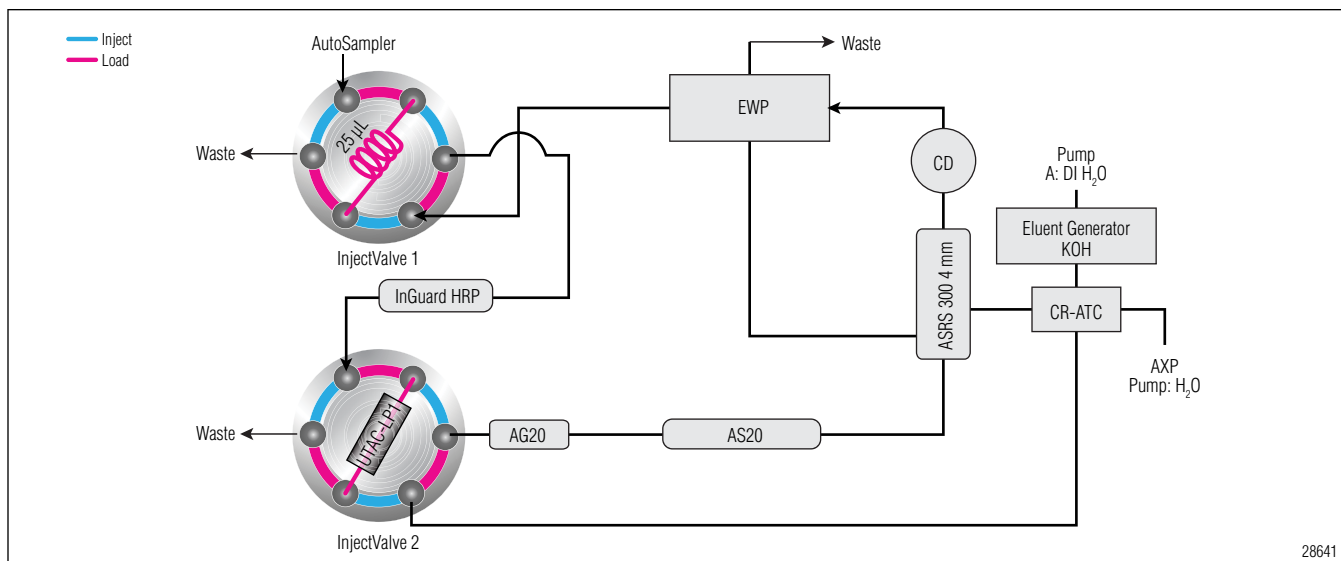 Inject
Load
AutoSampler
25 µL
Waste
InjectValve 1
Waste
EWP
CD
Pump
A: DI H₂O
Eluent Generator
KOH
ASRS 300 4 mm
CR-ATC
AXP
Pump: H₂O
InGuard HRP
UTAC-LP1
Waste
AG20
AS20
InjectValve 2
28641